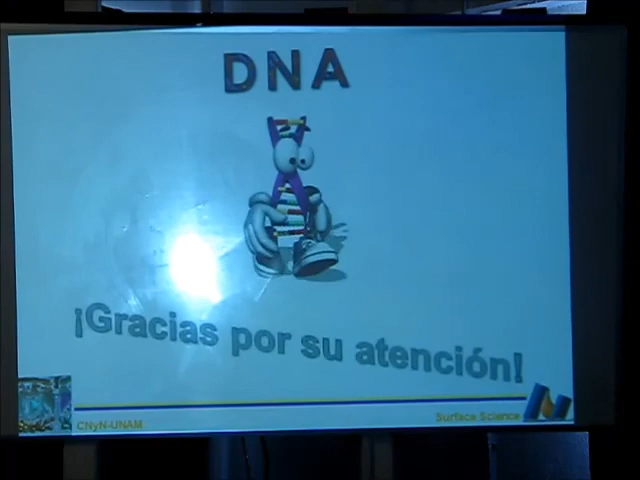 DNA
¡Gracias por su atención!
CNyN-UNAM
Surface Science